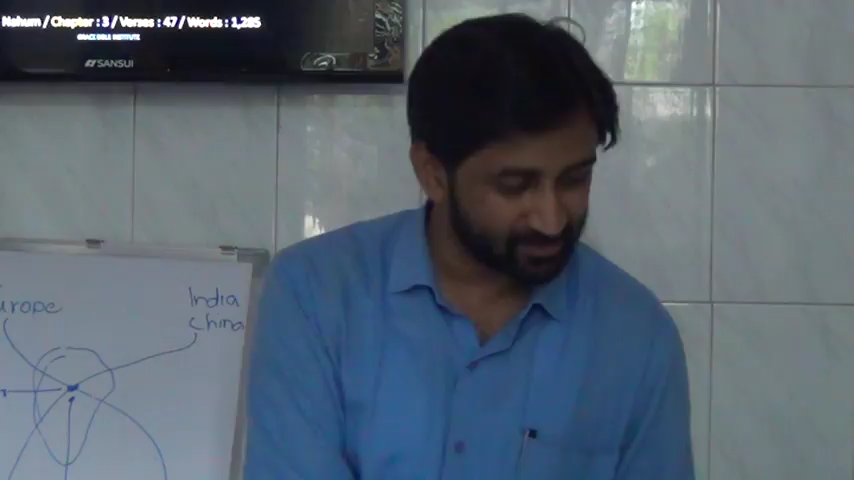 Nahum / Chapter : 3 / Verses : 47 / Words : 1,285
GRACE BIBLE INSTITUTE
SANSUI
urope
India
China